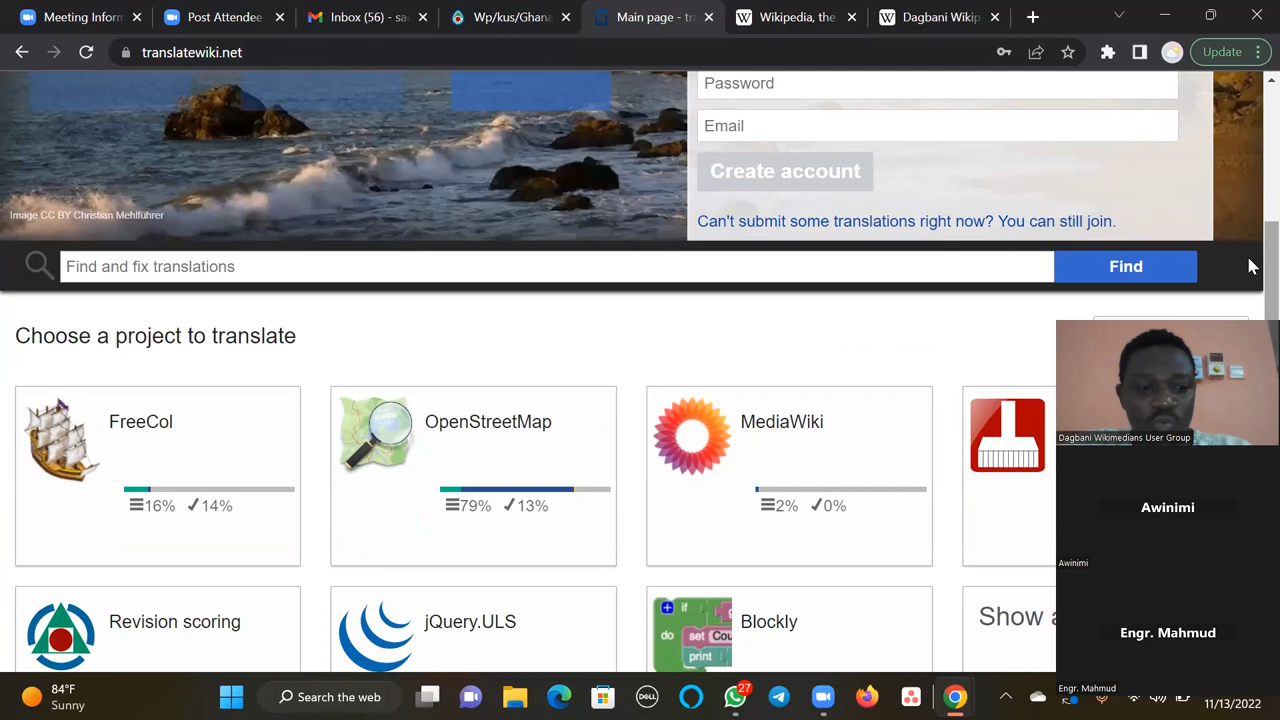 Meeting Inform
Post Attendee
Inbox (56) - sa
Wp/kus/Ghana
Main page - tr
Wikipedia, the
Dagbani Wikip
translatewiki.net
Update
Password
Email
Create account
Can't submit some translations right now? You can still join.
Image CC BY Christian Mehlführer
Find and fix translations
Find
Choose a project to translate
FreeCol
16% 14%
OpenStreetMap
79% 13%
MediaWiki
2% 0%
Revision scoring
jQuery.ULS
Blockly
if
do
set Cou
print
Show a
Dagbani Wikimedians User Group
Awinimi
Awinimi
Engr. Mahmud
Engr. Mahmud
84°F
Sunny
Search the web
DELL
27
11/13/2022